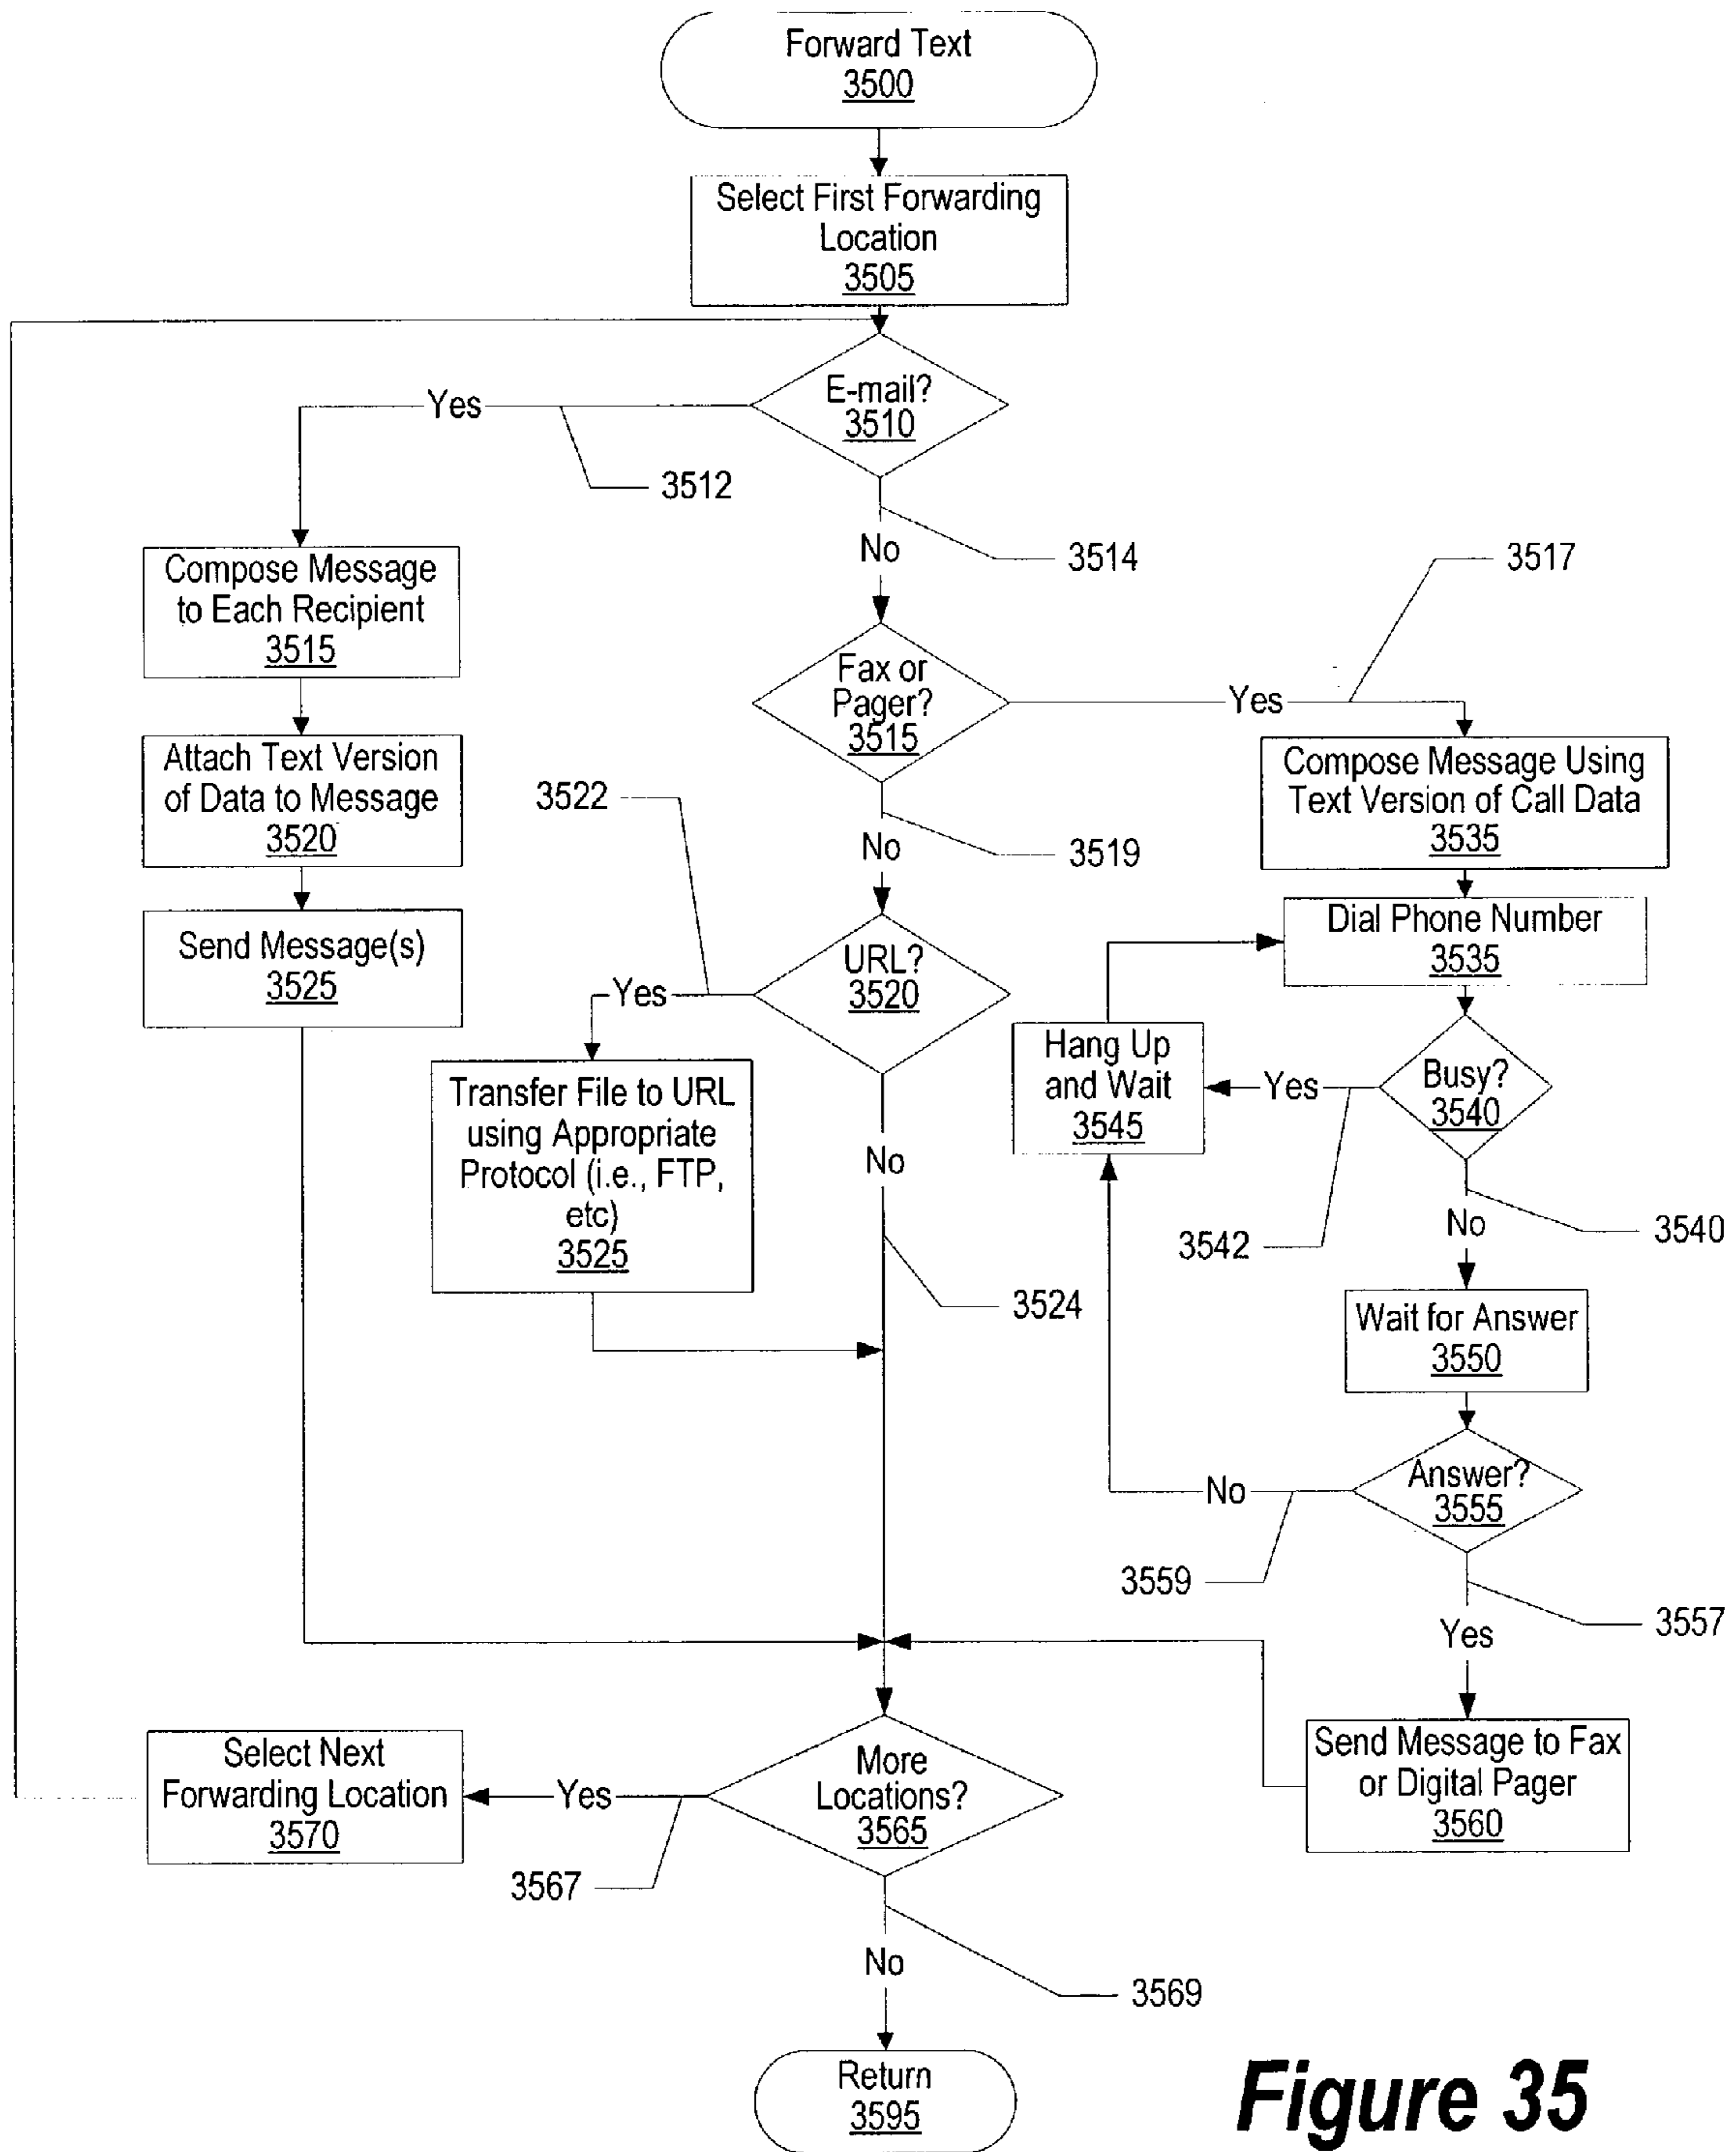 Forward Text
3500
Select First Forwarding
Location
3505
E-mail?
3510
Yes
3512
No
3514
Compose Message
to Each Recipient
3515
Attach Text Version
of Data to Message
3520
Send Message(s)
3525
Fax or
Pager?
3515
Yes
3517
No
3519
Compose Message Using
Text Version of Call Data
3535
Dial Phone Number
3535
URL?
3520
3522
Yes
Transfer File to URL
using Appropriate
Protocol (i.e., FTP,
etc)
3525
No
3524
Hang Up
and Wait
3545
Yes
Busy?
3540
3542
No
3540
Wait for Answer
3550
Answer?
3555
No
3559
Yes
3557
Send Message to Fax
or Digital Pager
3560
More
Locations?
3565
Yes
3567
Select Next
Forwarding Location
3570
No
3569
Return
3595
Figure 35